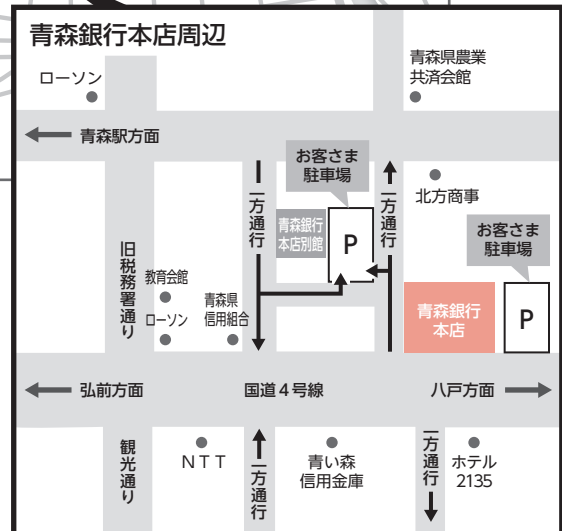 青森銀行本店周辺
ローソン
青森県農業
共済会館
青森駅方面
お客さま
駐車場
北方商事
一方通行
青森銀行
本店別館
P
一方通行
お客さま
駐車場
旧税務署通り
教育会館
ローソン
青森県
信用組合
青森銀行
本店
P
弘前方面
国道4号線
八戸方面
観光通り
NTT
一方通行
青い森
信用金庫
一方通行
ホテル
2135